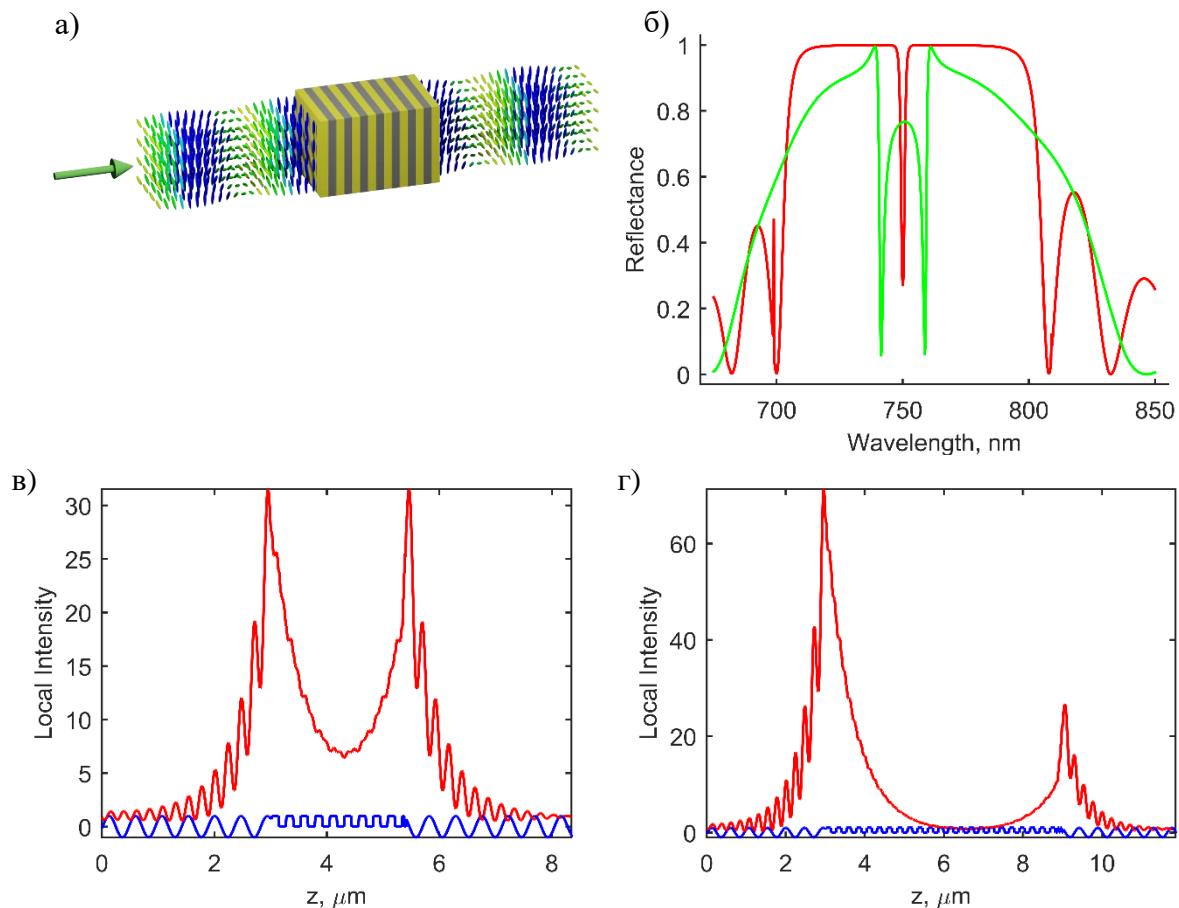 а)
б)
1
0.8
0.6
0.4
0.2
0
Reflectance
700 750 800 850
Wavelength, nm
в)
30
25
20
15
10
5
0
Local Intensity
0 2 4 6 8
z, μm
г)
60
40
20
0
Local Intensity
0 2 4 6 8 10
z, μm